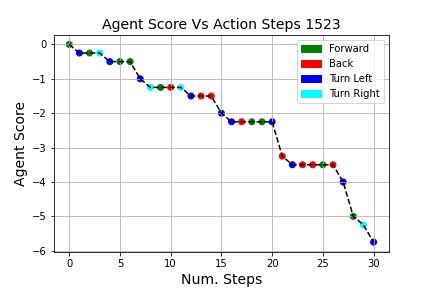 Agent Score Vs Action Steps 1523
Forward
Back
Turn Left
Turn Right
Agent Score
0
−1
−2
−3
−4
−5
−6
0 5 10 15 20 25 30
Num. Steps